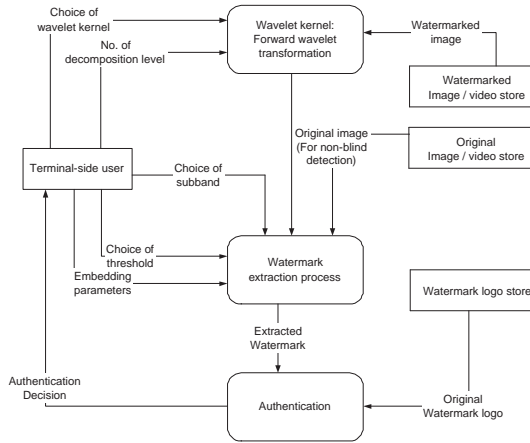 Choice of
wavelet kernel
No. of
decomposition level
Wavelet kernel:
Forward wavelet
transformation
Watermarked
image
Watermarked
Image / video store
Original image
(For non-blind
detection)
Original
Image / video store
Terminal-side user
Choice of
subband
Choice of
threshold
Embedding
parameters
Watermark
extraction process
Watermark logo store
Extracted
Watermark
Authentication
Decision
Authentication
Original
Watermark logo